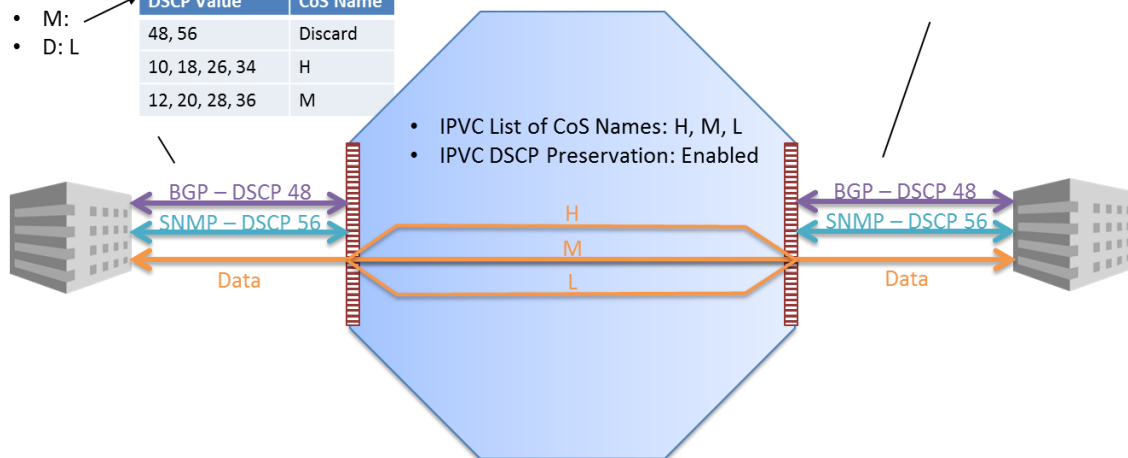 DSCP Value CoS Name
• M:
• D: L
48, 56 Discard
10, 18, 26, 34 H
12, 20, 28, 36 M
• IPVC List of CoS Names: H, M, L
• IPVC DSCP Preservation: Enabled
BGP – DSCP 48
SNMP – DSCP 56
Data
H
M
L
BGP – DSCP 48
SNMP – DSCP 56
Data